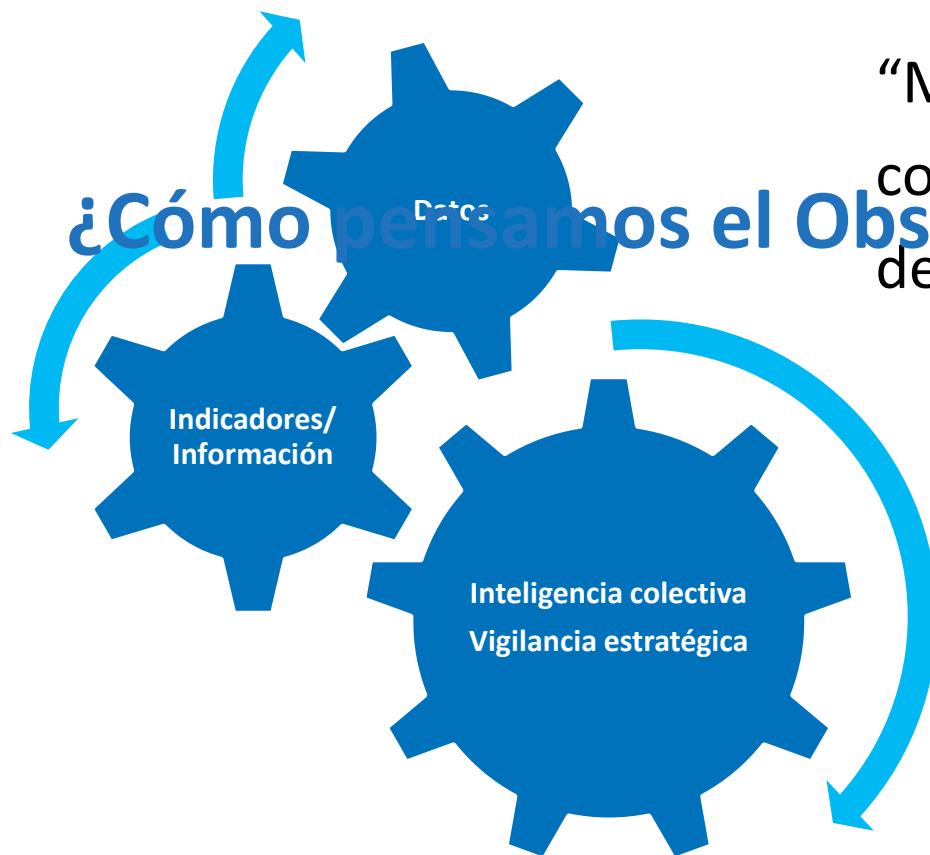 ¿Cómo pensamos el Obs
Datos
Indicadores/
Información
Inteligencia colectiva
Vigilancia estratégica
“M
co
de